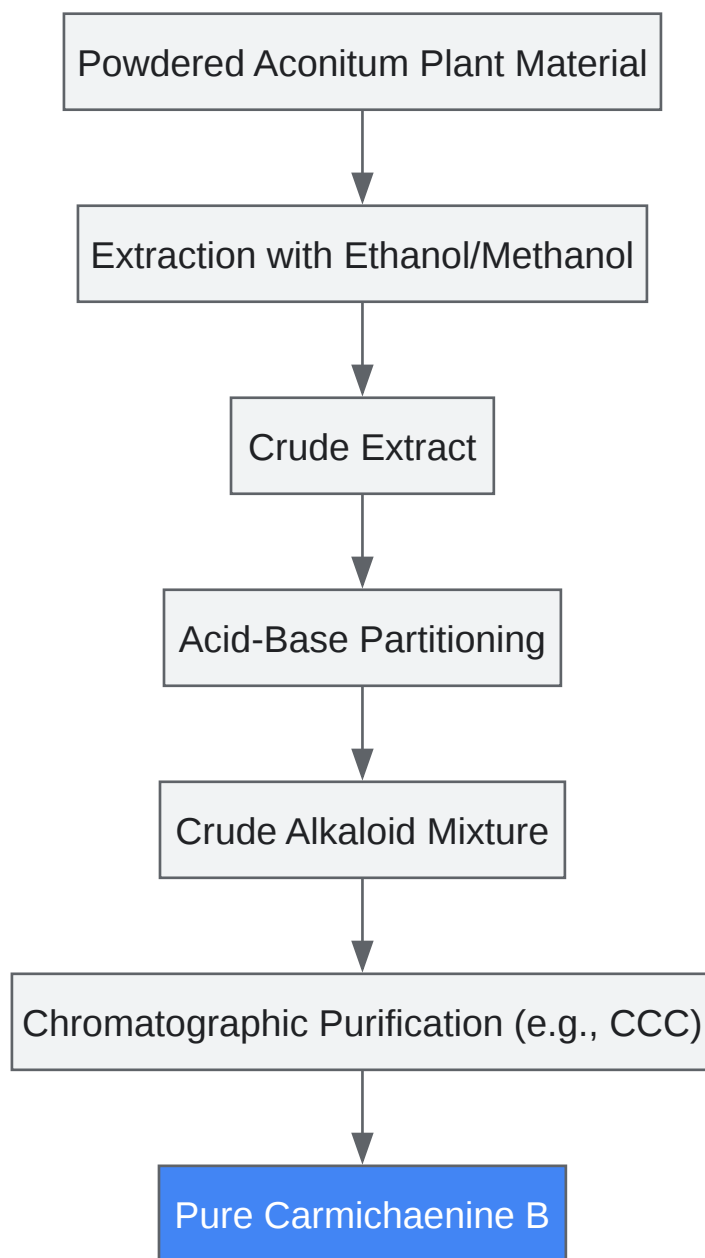 Powdered Aconitum Plant Material
Extraction with Ethanol/Methanol
Crude Extract
Acid-Base Partitioning
Crude Alkaloid Mixture
Chromatographic Purification (e.g., CCC)
Pure Carmichaenine B